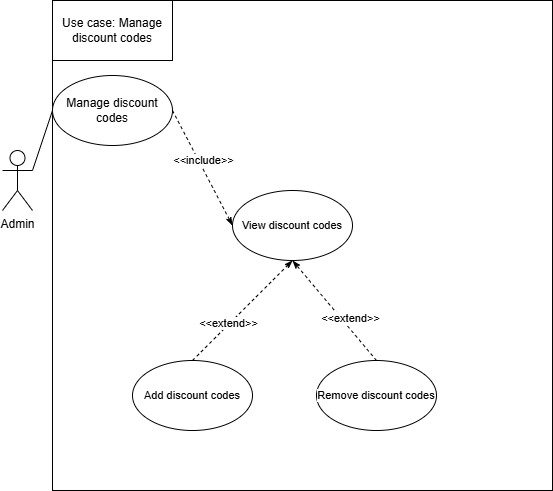 Use case: Manage
discount codes
Manage discount
codes
<<include>>
Admin
View discount codes
<<extend>>
<<extend>>
Add discount codes
Remove discount codes